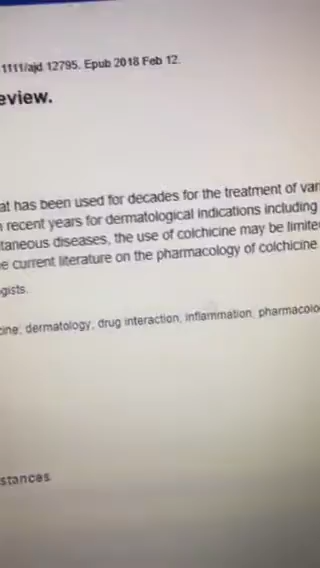 1111/ajd 12795. Epub 2018 Feb 12.
eview.
at has been used for decades for the treatment of var
n recent years for dermatological indications including
taneous diseases, the use of colchicine may be limite
e current literature on the pharmacology of colchicine
gists.
cine, dermatology, drug interaction, inflammation, pharmacolo
stances